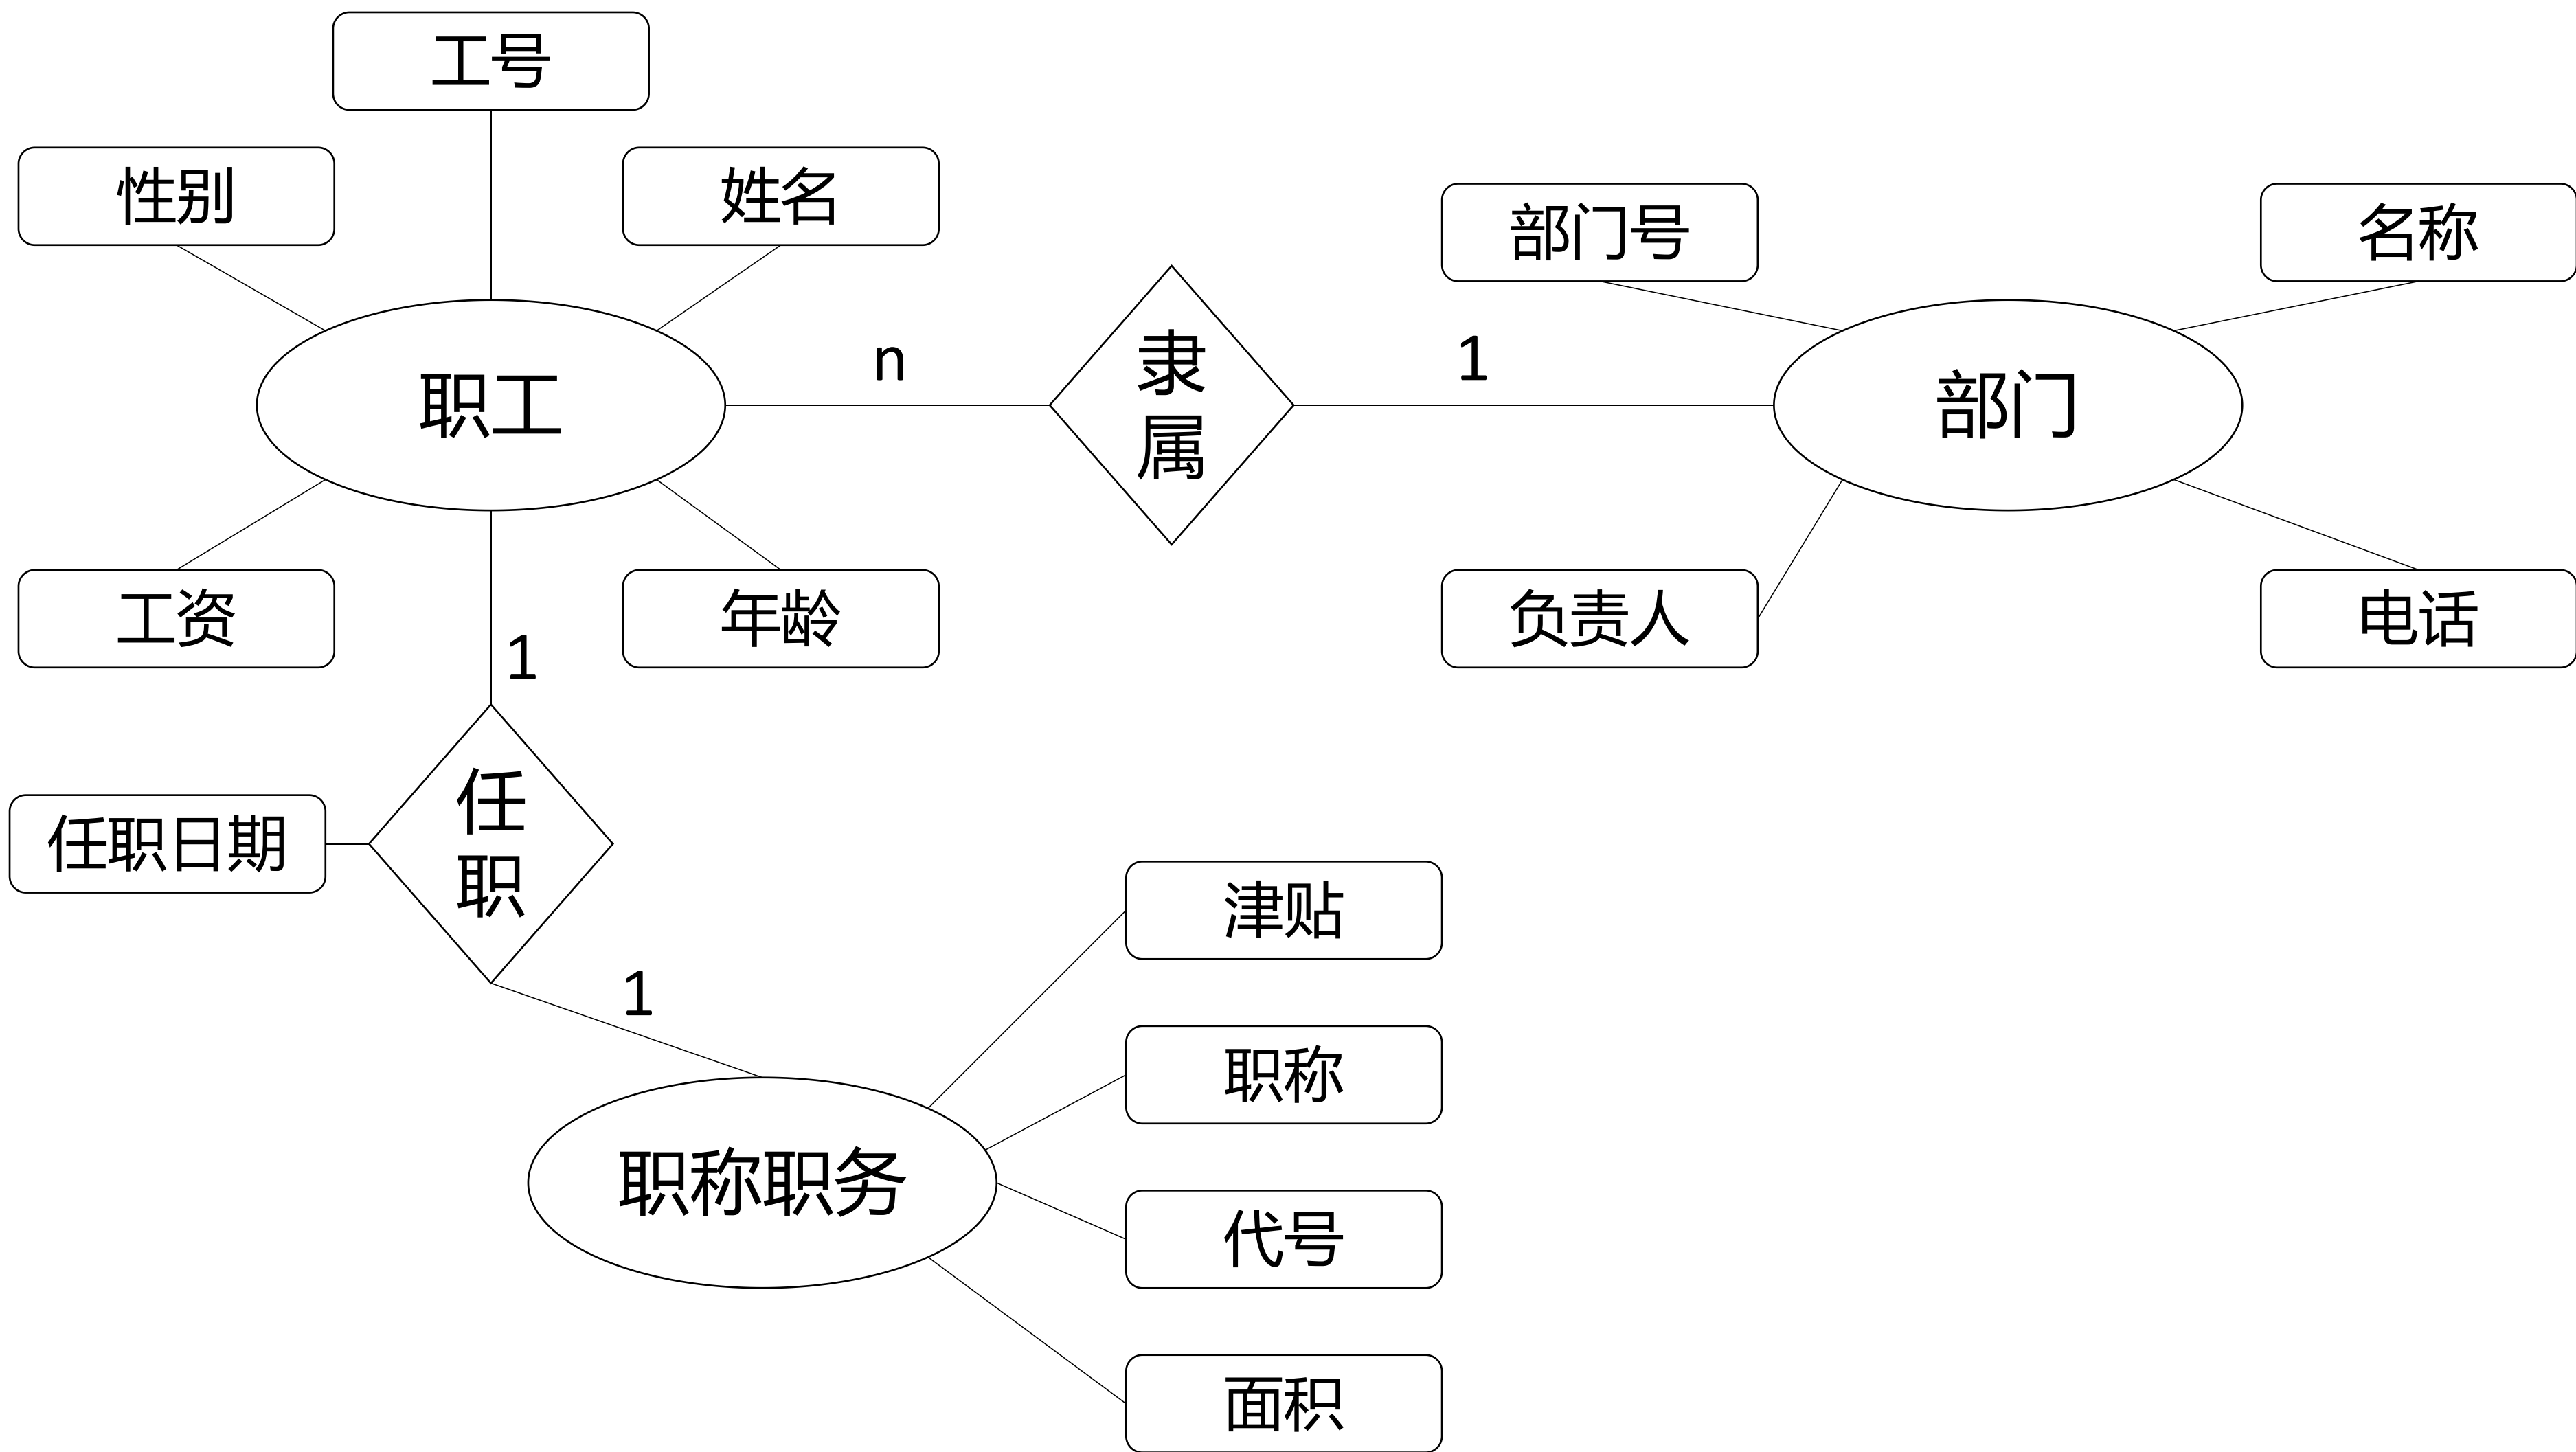 工号
性别
姓名
部门号
名称
职工
n
隶
属
1
部门
工资
年龄
负责人
电话
1
任
职
任职日期
1
津贴
职称
职称职务
代号
面积